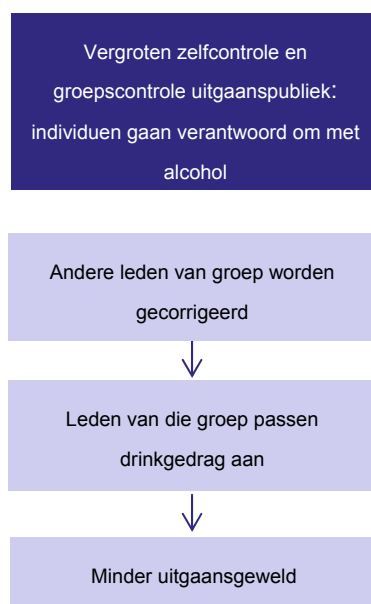 Vergroten zelfcontrole en
groepscontrole uitgaanspubliek:
individuen gaan verantwoord om met
alcohol
Andere leden van groep worden
gecorrigeerd
Leden van die groep passen
drinkgedrag aan
Minder uitgaansgeweld